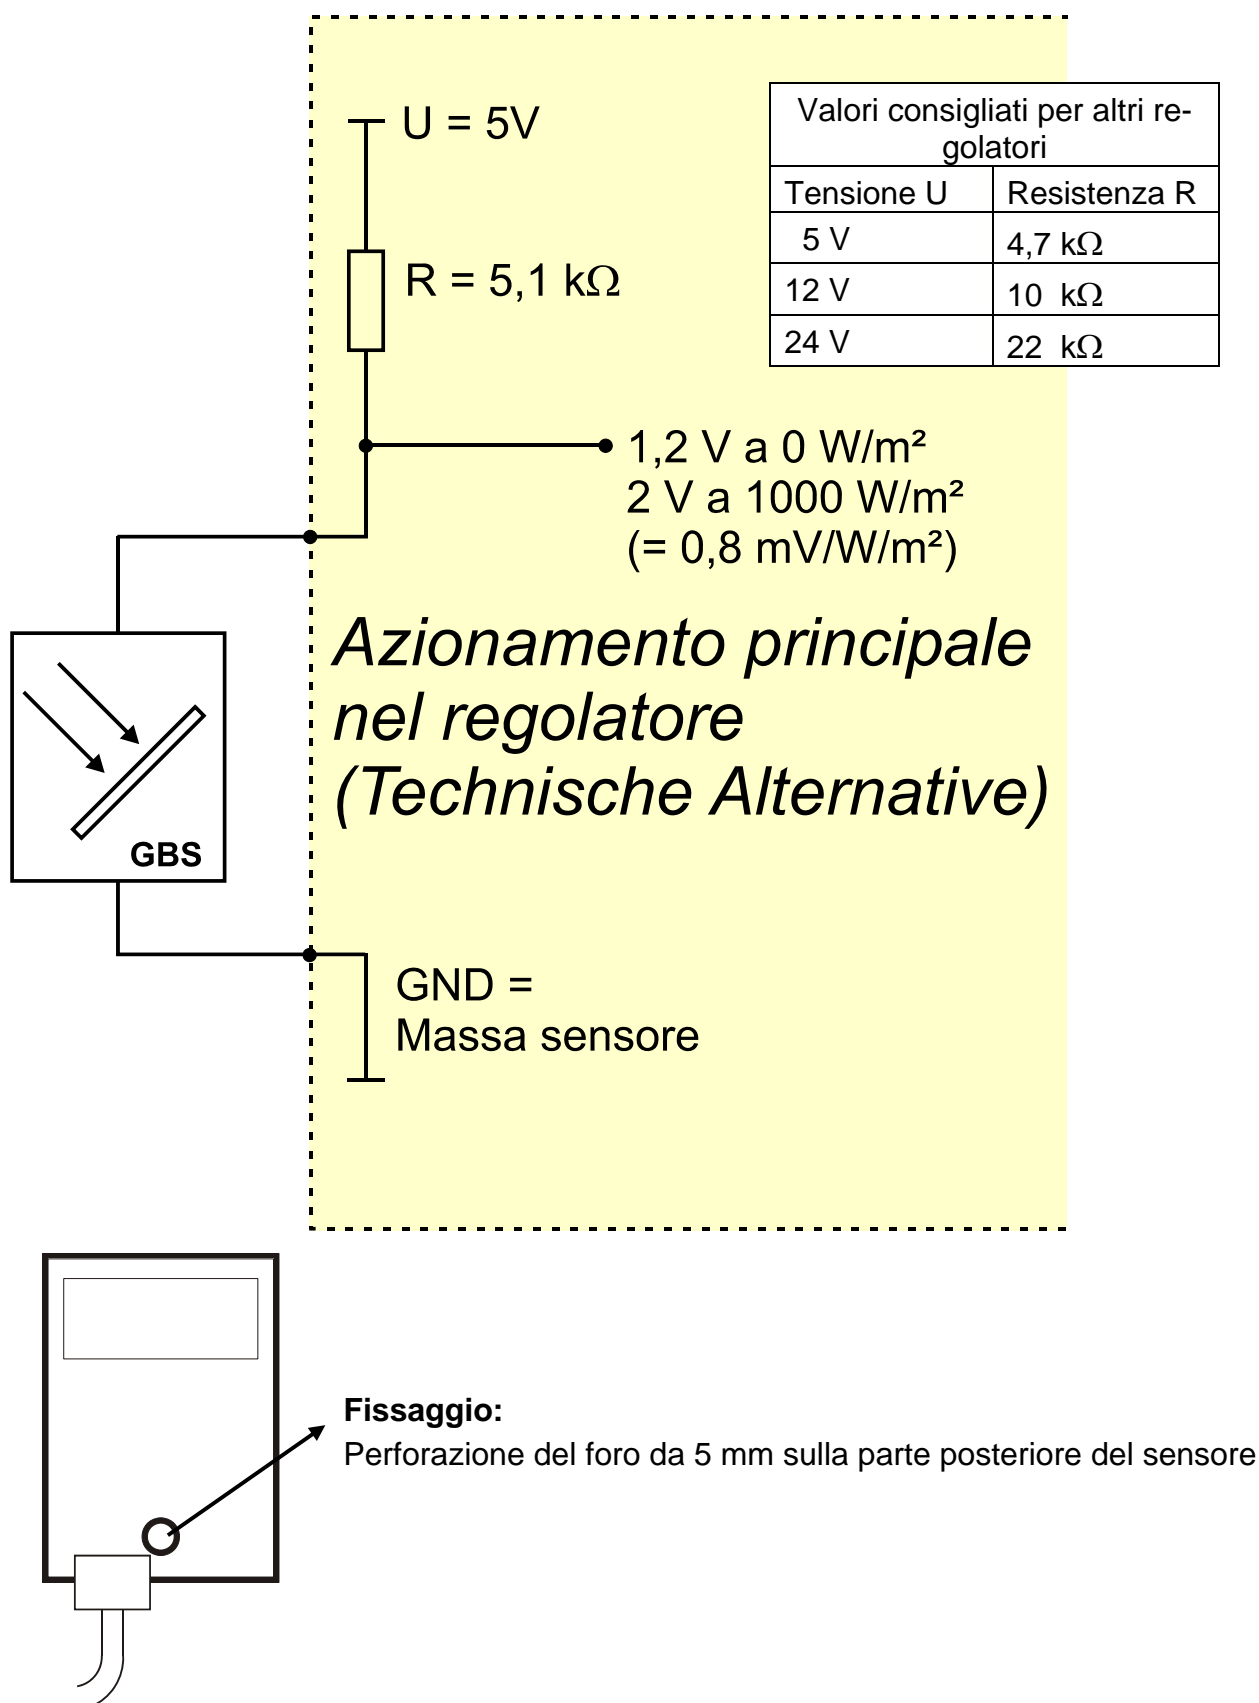 U = 5V
Valori consigliati per altri re-
golatori
Tensione U Resistenza R
5 V 4,7 kΩ
12 V 10 kΩ
24 V 22 kΩ
R = 5,1 kΩ
1,2 V a 0 W/m²
2 V a 1000 W/m²
(= 0,8 mV/W/m²)
Azionamento principale
nel regolatore
(Technische Alternative)
GBS
GND =
Massa sensore
Fissaggio:
Perforazione del foro da 5 mm sulla parte posteriore del sensore